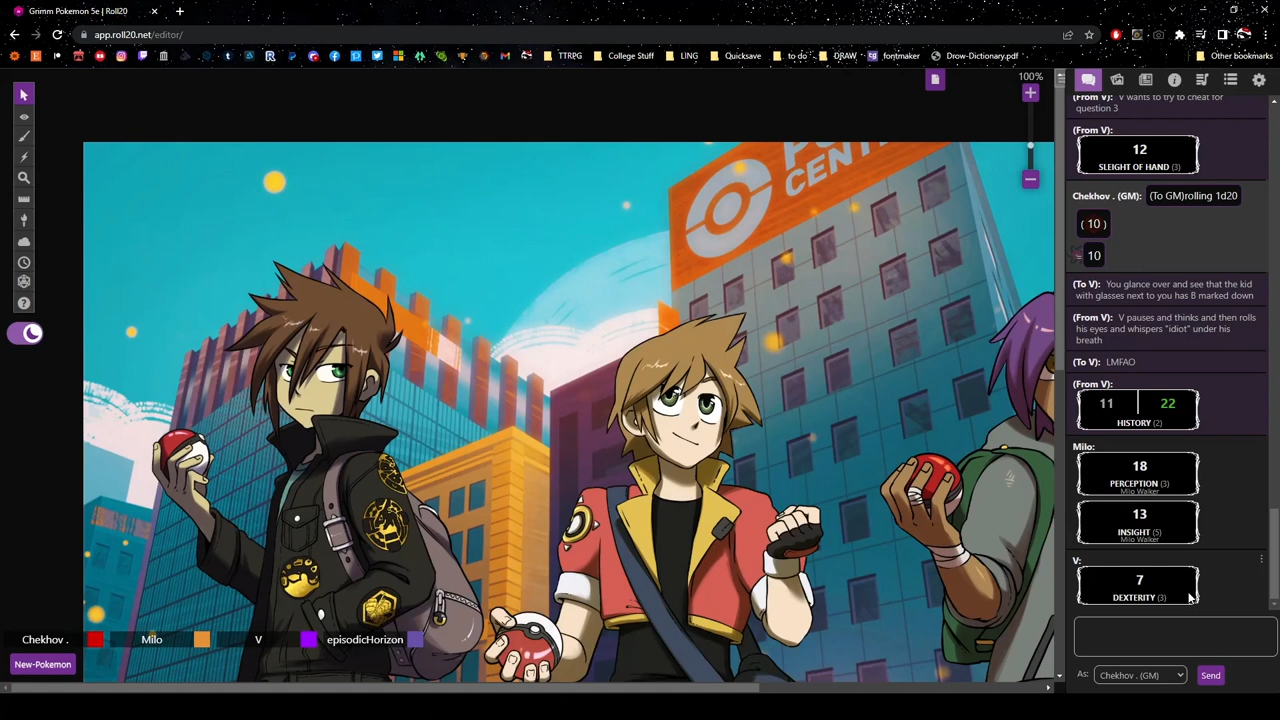 Grimm Pokemon 5e | Roll20
app.roll20.net/editor/
TTRPG College Stuff LING Quicksave to do DRAW fontmaker Drow-Dictionary.pdf Other bookmarks
100%
CENT
(From V): V wants to try to cheat for
question 3
(From V):
12
SLEIGHT OF HAND (3)
Chekhov . (GM): (To GM)rolling 1d20
( 10 )
= 10
(To V): You glance over and see that the kid
with glasses next to you has B marked down
(From V): V pauses and thinks and then rolls
his eyes and whispers "idiot" under his
breath
(To V): LMFAO
(From V):
11 22
HISTORY (2)
Milo:
18
PERCEPTION (3)
Milo Walker
13
INSIGHT (5)
Milo Walker
V:
7
DEXTERITY (3)
Chekhov . Milo V episodicHorizon
New-Pokemon
As: Chekhov . (GM) Send